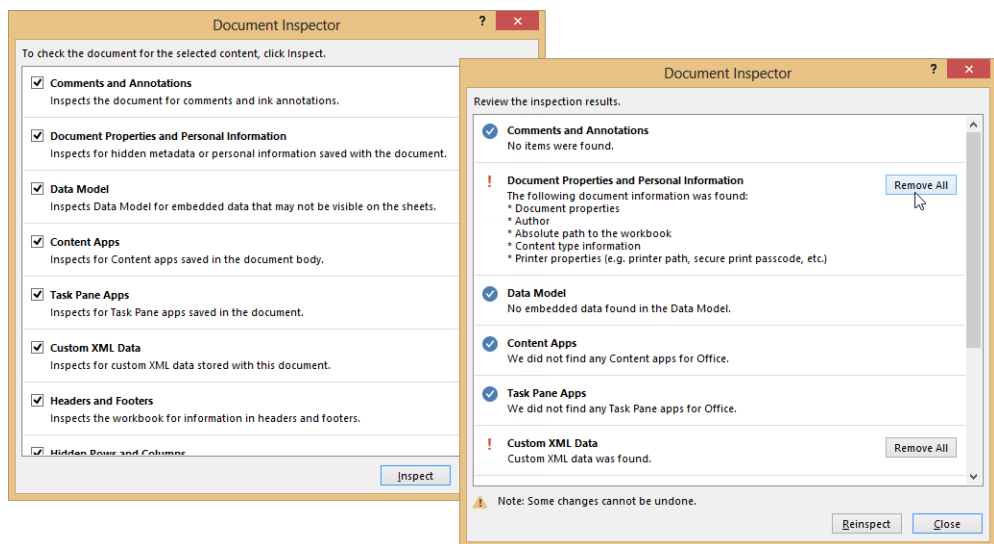 Document Inspector
?
To check the document for the selected content, click Inspect.
Comments and Annotations
Inspects the document for comments and ink annotations.
Document Properties and Personal Information
Inspects for hidden metadata or personal information saved with the document.
Data Model
Inspects Data Model for embedded data that may not be visible on the sheets.
Content Apps
Inspects for Content apps saved in the document body.
Task Pane Apps
Inspects for Task Pane apps saved in the document.
Custom XML Data
Inspects for custom XML data stored with this document.
Headers and Footers
Inspects the workbook for information in headers and footers.
Hidden Rows and Columns
Inspect
Document Inspector
?
Review the inspection results.
Comments and Annotations
No items were found.
!
Document Properties and Personal Information
Remove All
The following document information was found:
* Document properties
* Author
* Absolute path to the workbook
* Content type information
* Printer properties (e.g. printer path, secure print passcode, etc.)
Data Model
No embedded data found in the Data Model.
Content Apps
We did not find any Content apps for Office.
Task Pane Apps
We did not find any Task Pane apps for Office.
!
Custom XML Data
Remove All
Custom XML data was found.
Note: Some changes cannot be undone.
Reinspect
Close